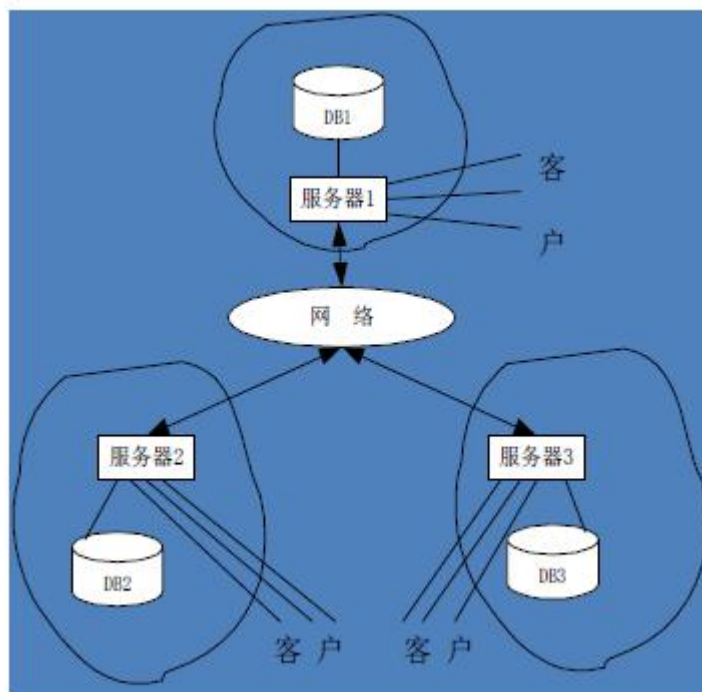 DB1
服务器1
客
户
网 络
服务器2
服务器3
DB2
DB3
客 户
客 户